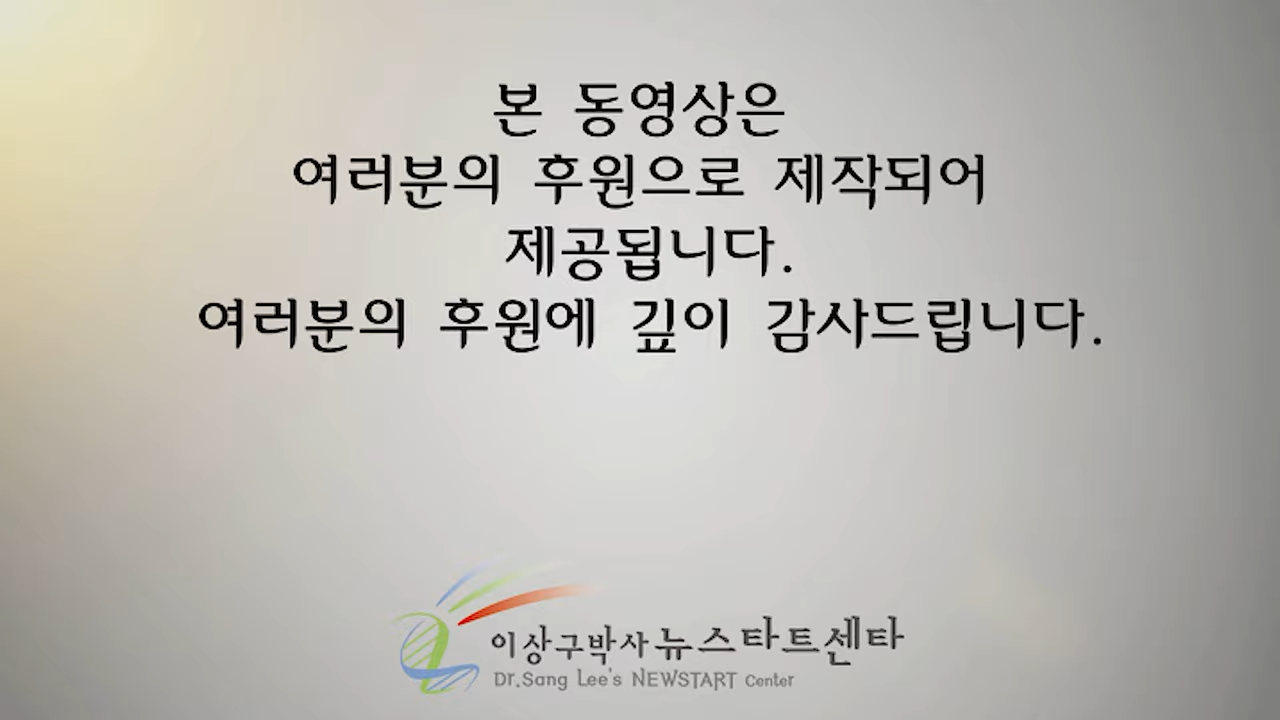 본 동영상은
여러분의 후원으로 제작되어
제공됩니다.
여러분의 후원에 깊이 감사드립니다.
이상구박사 뉴스타트센타
Dr.Sang Lee's NEWSTART Center